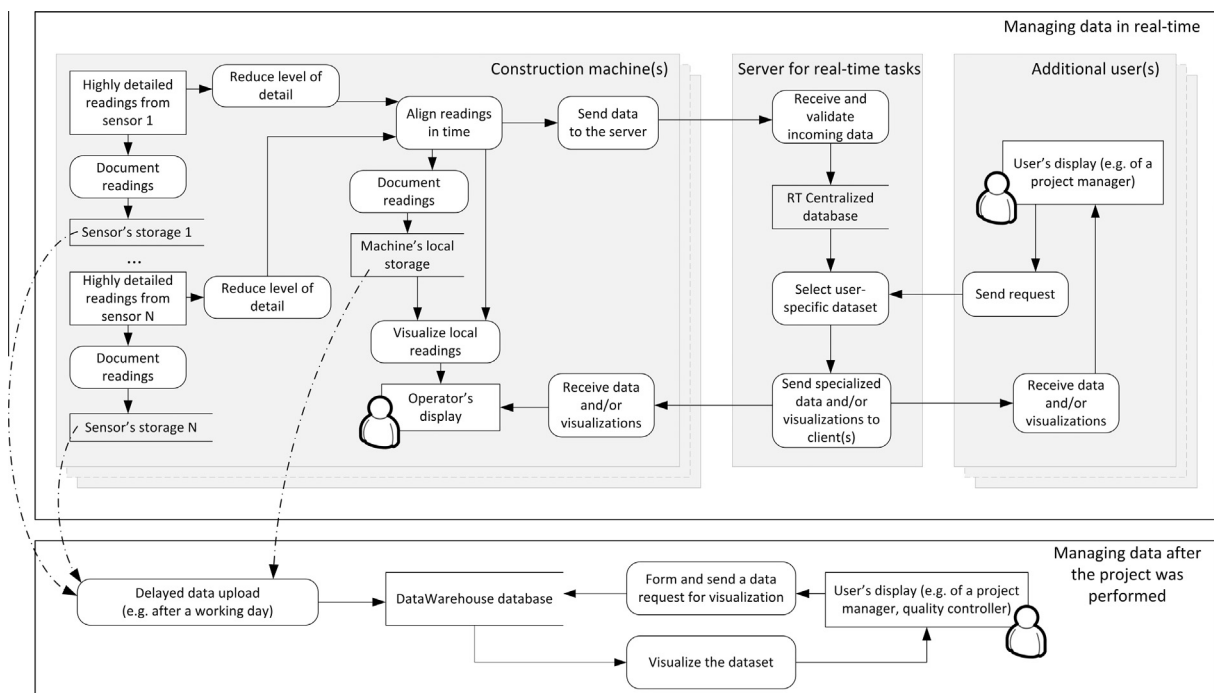 Managing data in real-time
Construction machine(s)
Server for real-time tasks
Additional user(s)
Highly detailed
readings from
sensor 1
Reduce level of
detail
Align readings
in time
Send data
to the server
Receive and
validate
incoming data
Document
readings
Document
readings
User's display (e.g. of a
project manager)
RT Centralized
database
Sensor's storage 1
Machine's local
storage
...
Highly detailed
readings from
sensor N
Reduce level of
detail
Select user-
specific dataset
Send request
Visualize local
readings
Document
readings
Operator's
display
Receive data
and/or
visualizations
Send specialized
data and/or
visualizations to
client(s)
Receive data
and/or
visualizations
Sensor's storage N
Managing data after
the project was
performed
Delayed data upload
(e.g. after a working day)
DataWarehouse database
Form and send a data
request for visualization
User's display (e.g. of a project
manager, quality controller)
Visualize the dataset